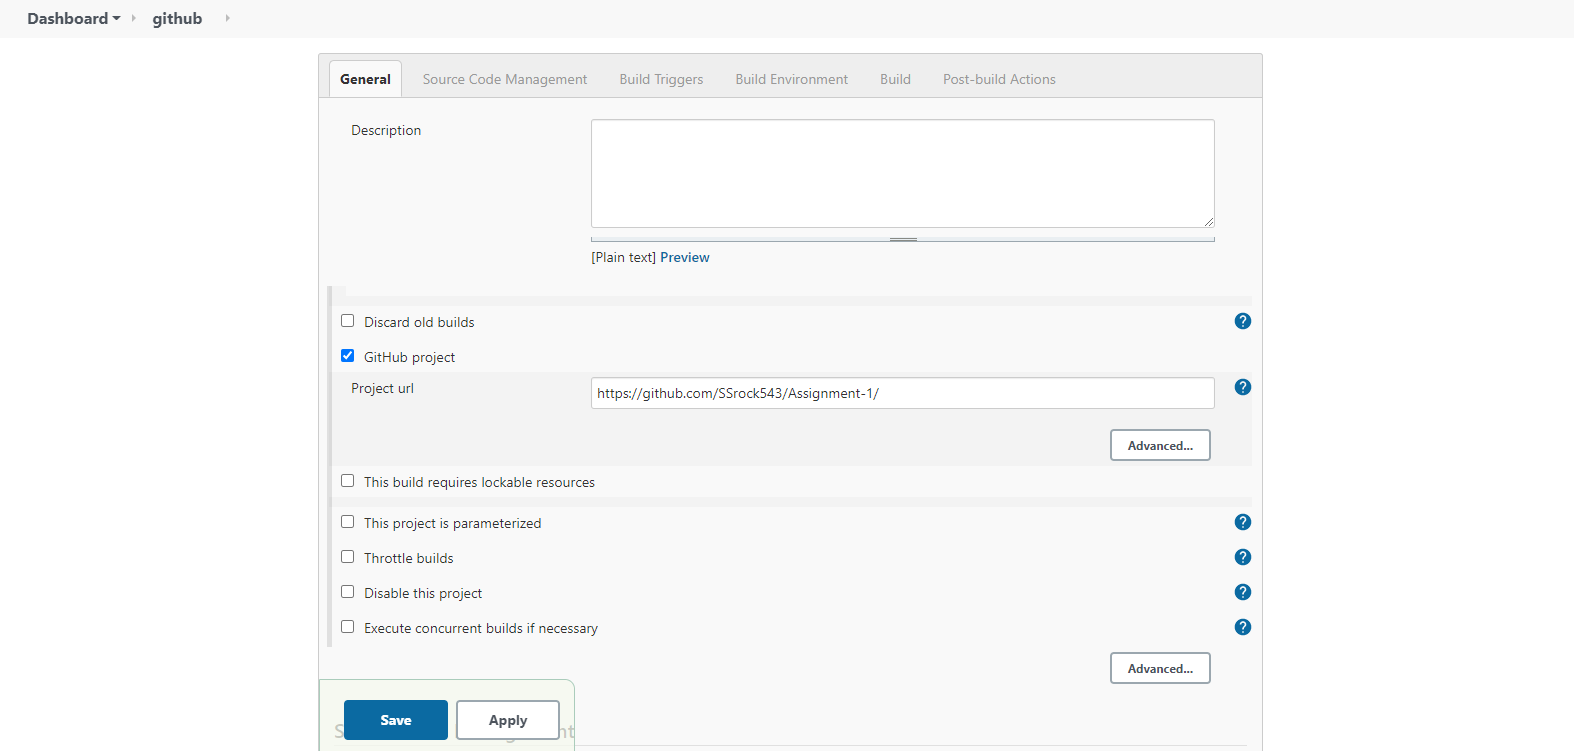 Dashboard github
General Source Code Management Build Triggers Build Environment Build Post-build Actions
Description
[Plain text] Preview
Discard old builds ?
GitHub project
Project url https://github.com/SSrock543/Assignment-1/ ?
Advanced...
This build requires lockable resources
This project is parameterized ?
Throttle builds ?
Disable this project ?
Execute concurrent builds if necessary ?
Advanced...
Save Apply